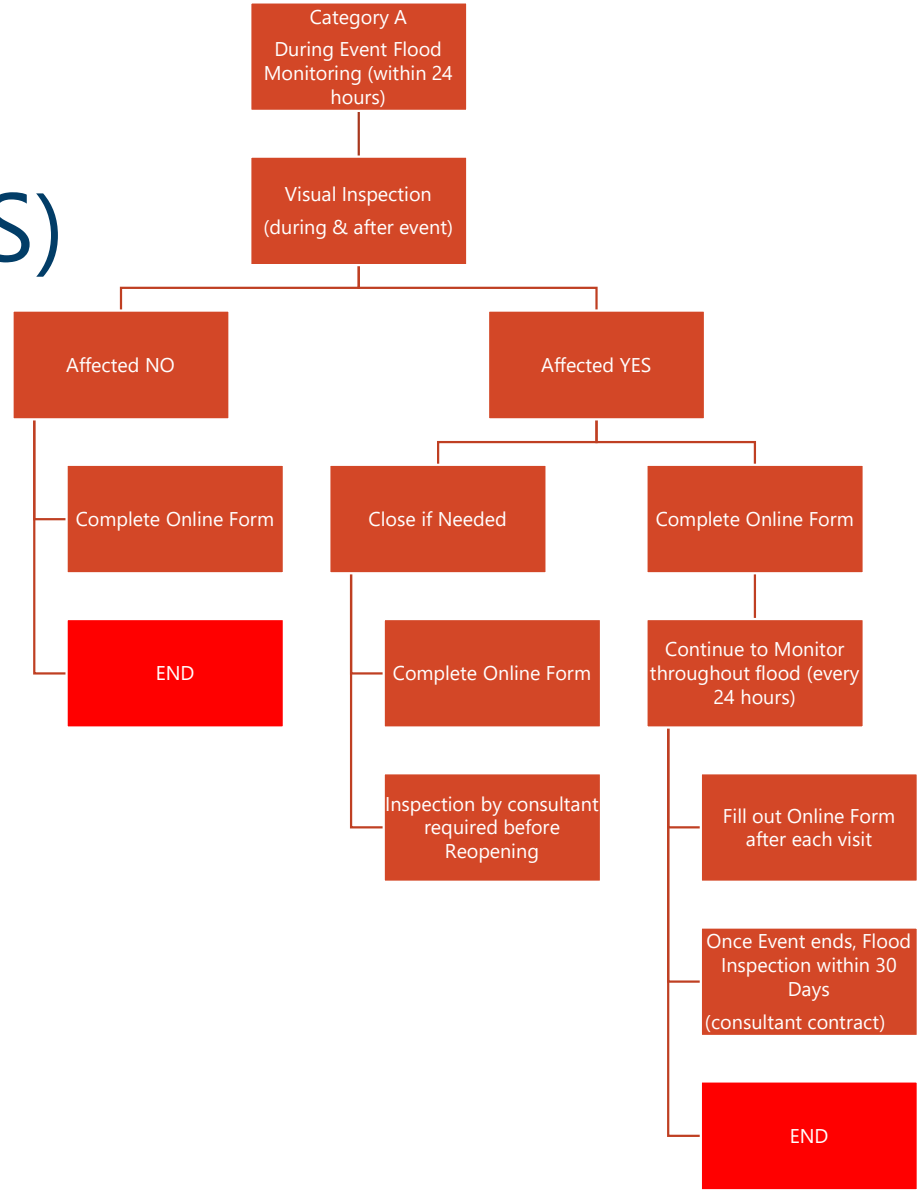 S)
Category A
During Event Flood
Monitoring (within 24
hours)
Visual Inspection
(during & after event)
Affected NO
Affected YES
Complete Online Form
Close if Needed
Complete Online Form
END
Complete Online Form
Continue to Monitor
throughout flood (every
24 hours)
Inspection by consultant
required before
Reopening
Fill out Online Form
after each visit
Once Event ends, Flood
Inspection within 30
Days
(consultant contract)
END